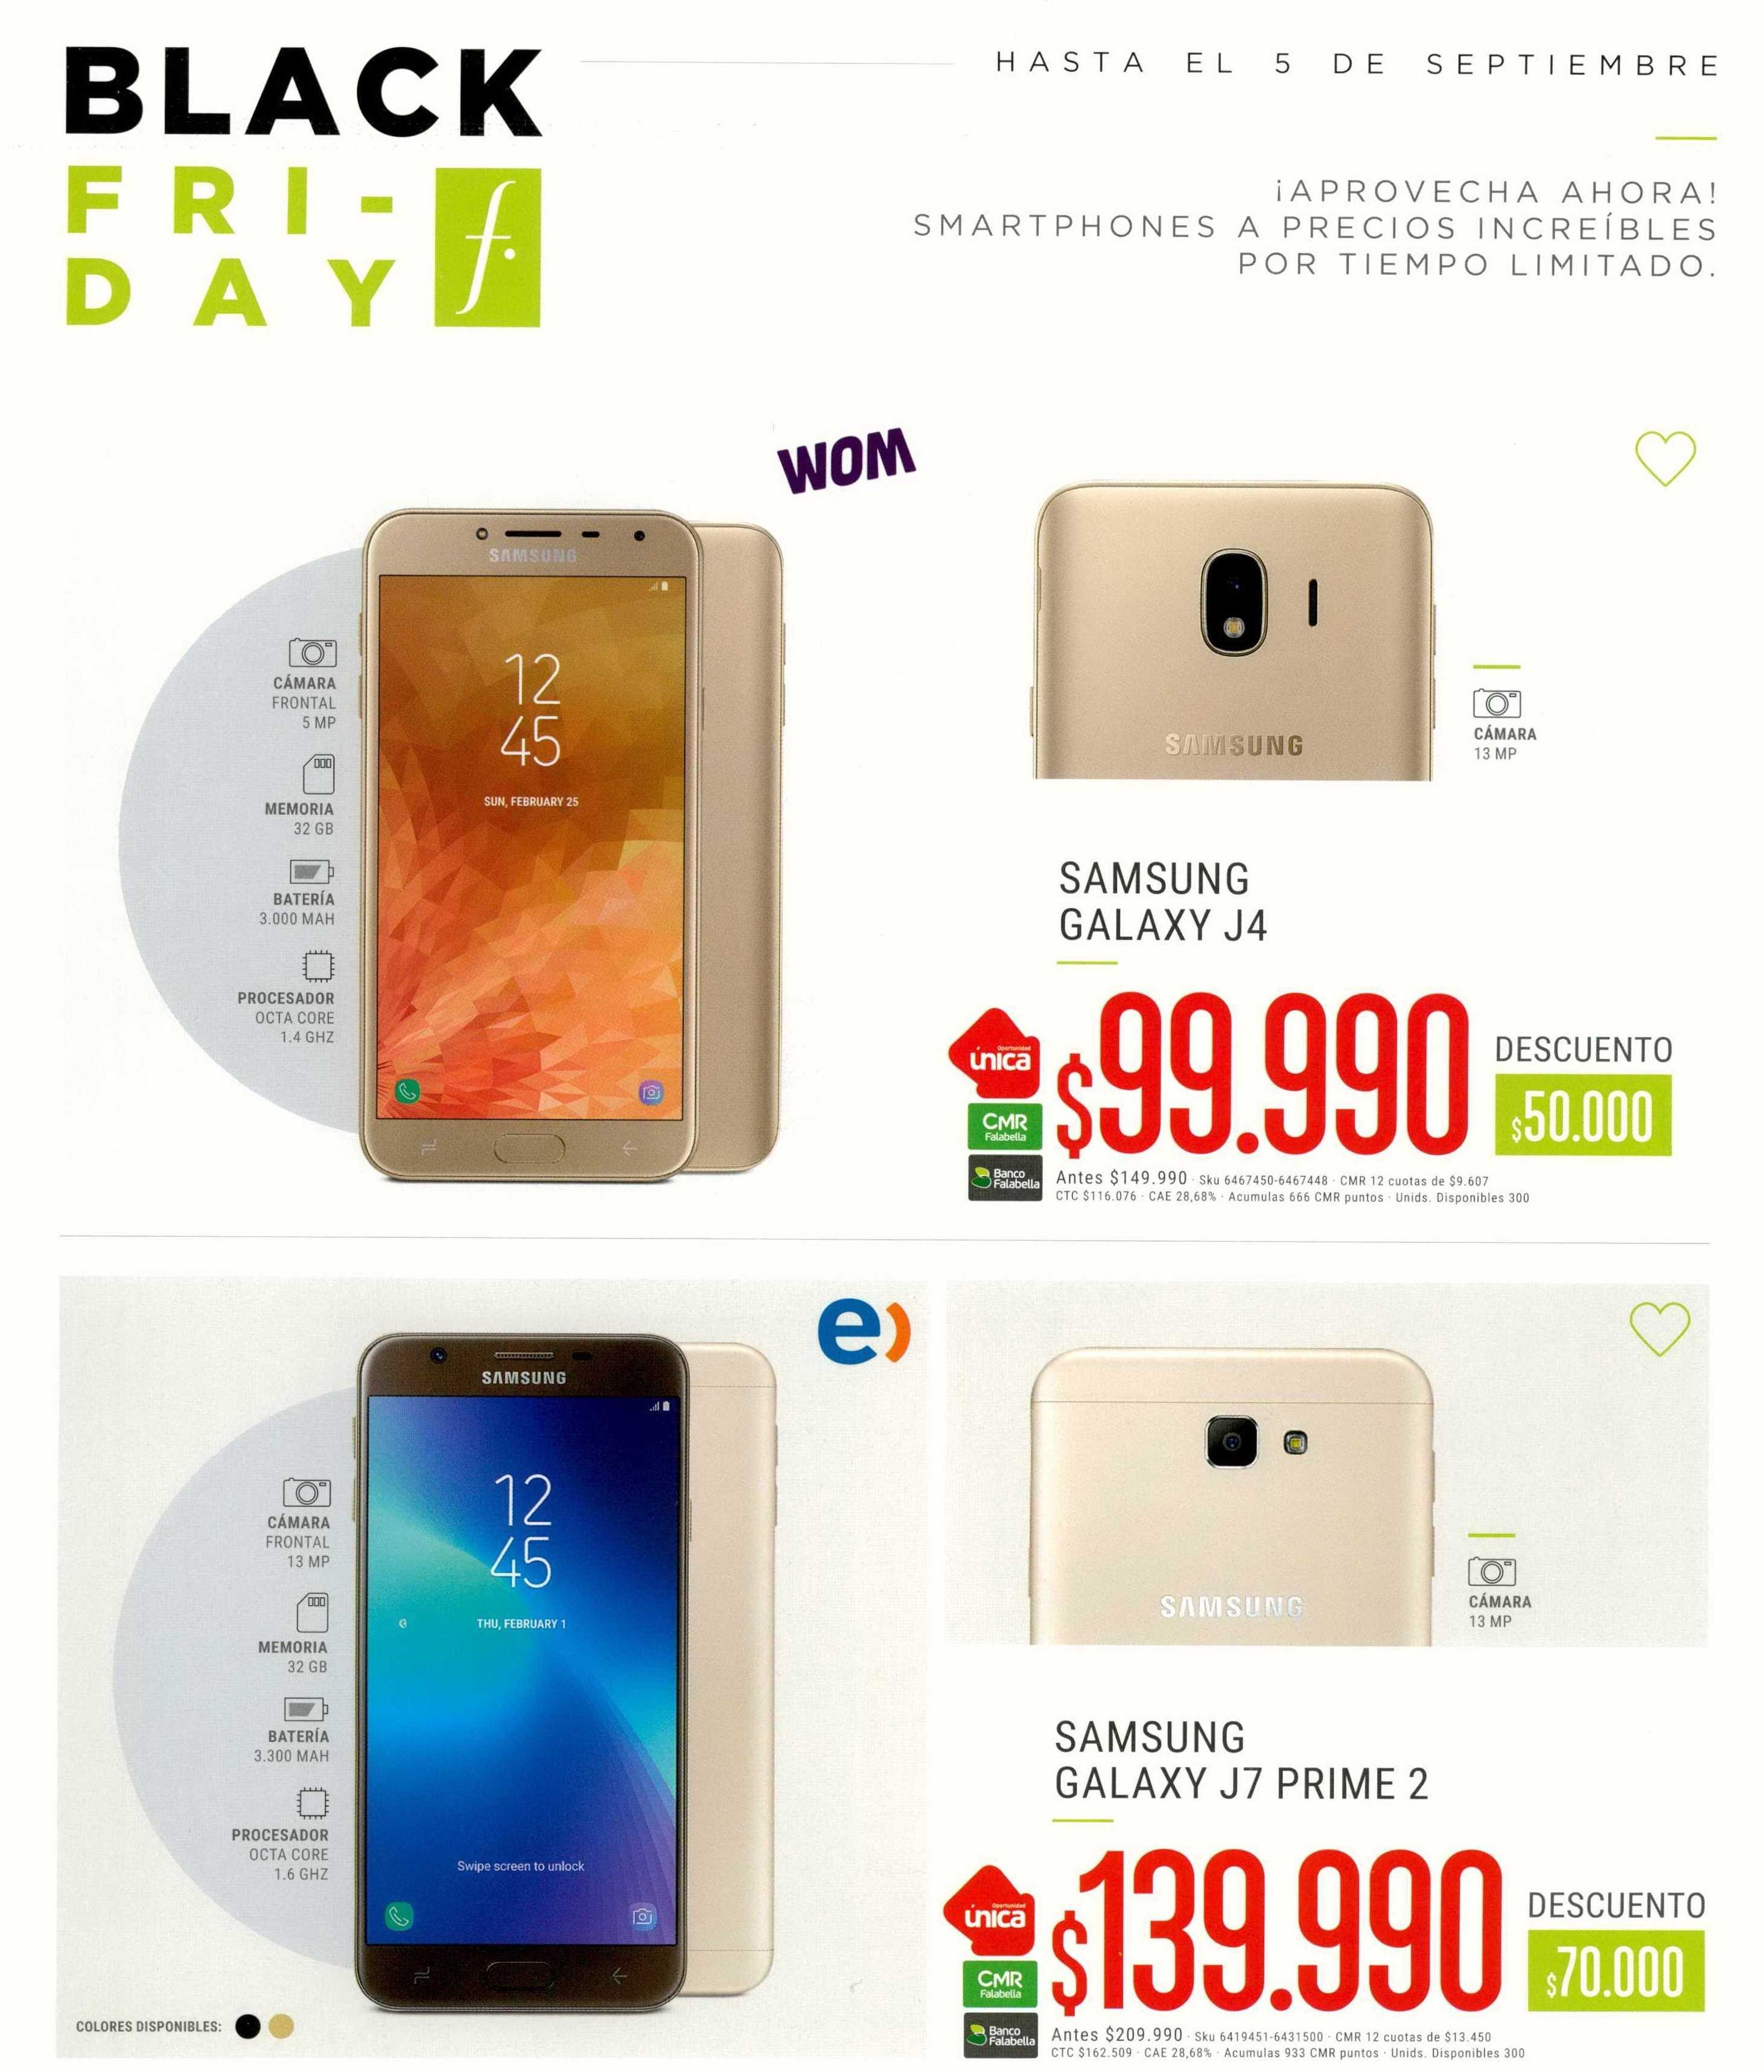 BLACK
FRI-
DAY
f.
HASTA EL 5 DE SEPTIEMBRE
¡APROVECHA AHORA!
SMARTPHONES A PRECIOS INCREÍBLES
POR TIEMPO LIMITADO.
WOM
SAMSUNG
12
45
SUN, FEBRUARY 25
CÁMARA
FRONTAL
5 MP
MEMORIA
32 GB
BATERÍA
3.000 MAH
PROCESADOR
OCTA CORE
1.4 GHZ
SAMSUNG
CÁMARA
13 MP
SAMSUNG
GALAXY J4
Oportunidad
única
CMR
Falabella
Banco
Falabella
$99.990
DESCUENTO
$50.000
Antes $149.990 · Sku 6467450-6467448 · CMR 12 cuotas de $9.607
CTC $116.076 · CAE 28,68% · Acumulas 666 CMR puntos · Unids. Disponibles 300
e)
SAMSUNG
12
45
THU, FEBRUARY 1
Swipe screen to unlock
CÁMARA
FRONTAL
13 MP
MEMORIA
32 GB
BATERÍA
3.300 MAH
PROCESADOR
OCTA CORE
1.6 GHZ
COLORES DISPONIBLES:
SAMSUNG
CÁMARA
13 MP
SAMSUNG
GALAXY J7 PRIME 2
Oportunidad
única
CMR
Falabella
Banco
Falabella
$139.990
DESCUENTO
$70.000
Antes $209.990 · Sku 6419451-6431500 · CMR 12 cuotas de $13.450
CTC $162.509 · CAE 28,68% · Acumulas 933 CMR puntos · Unids. Disponibles 300